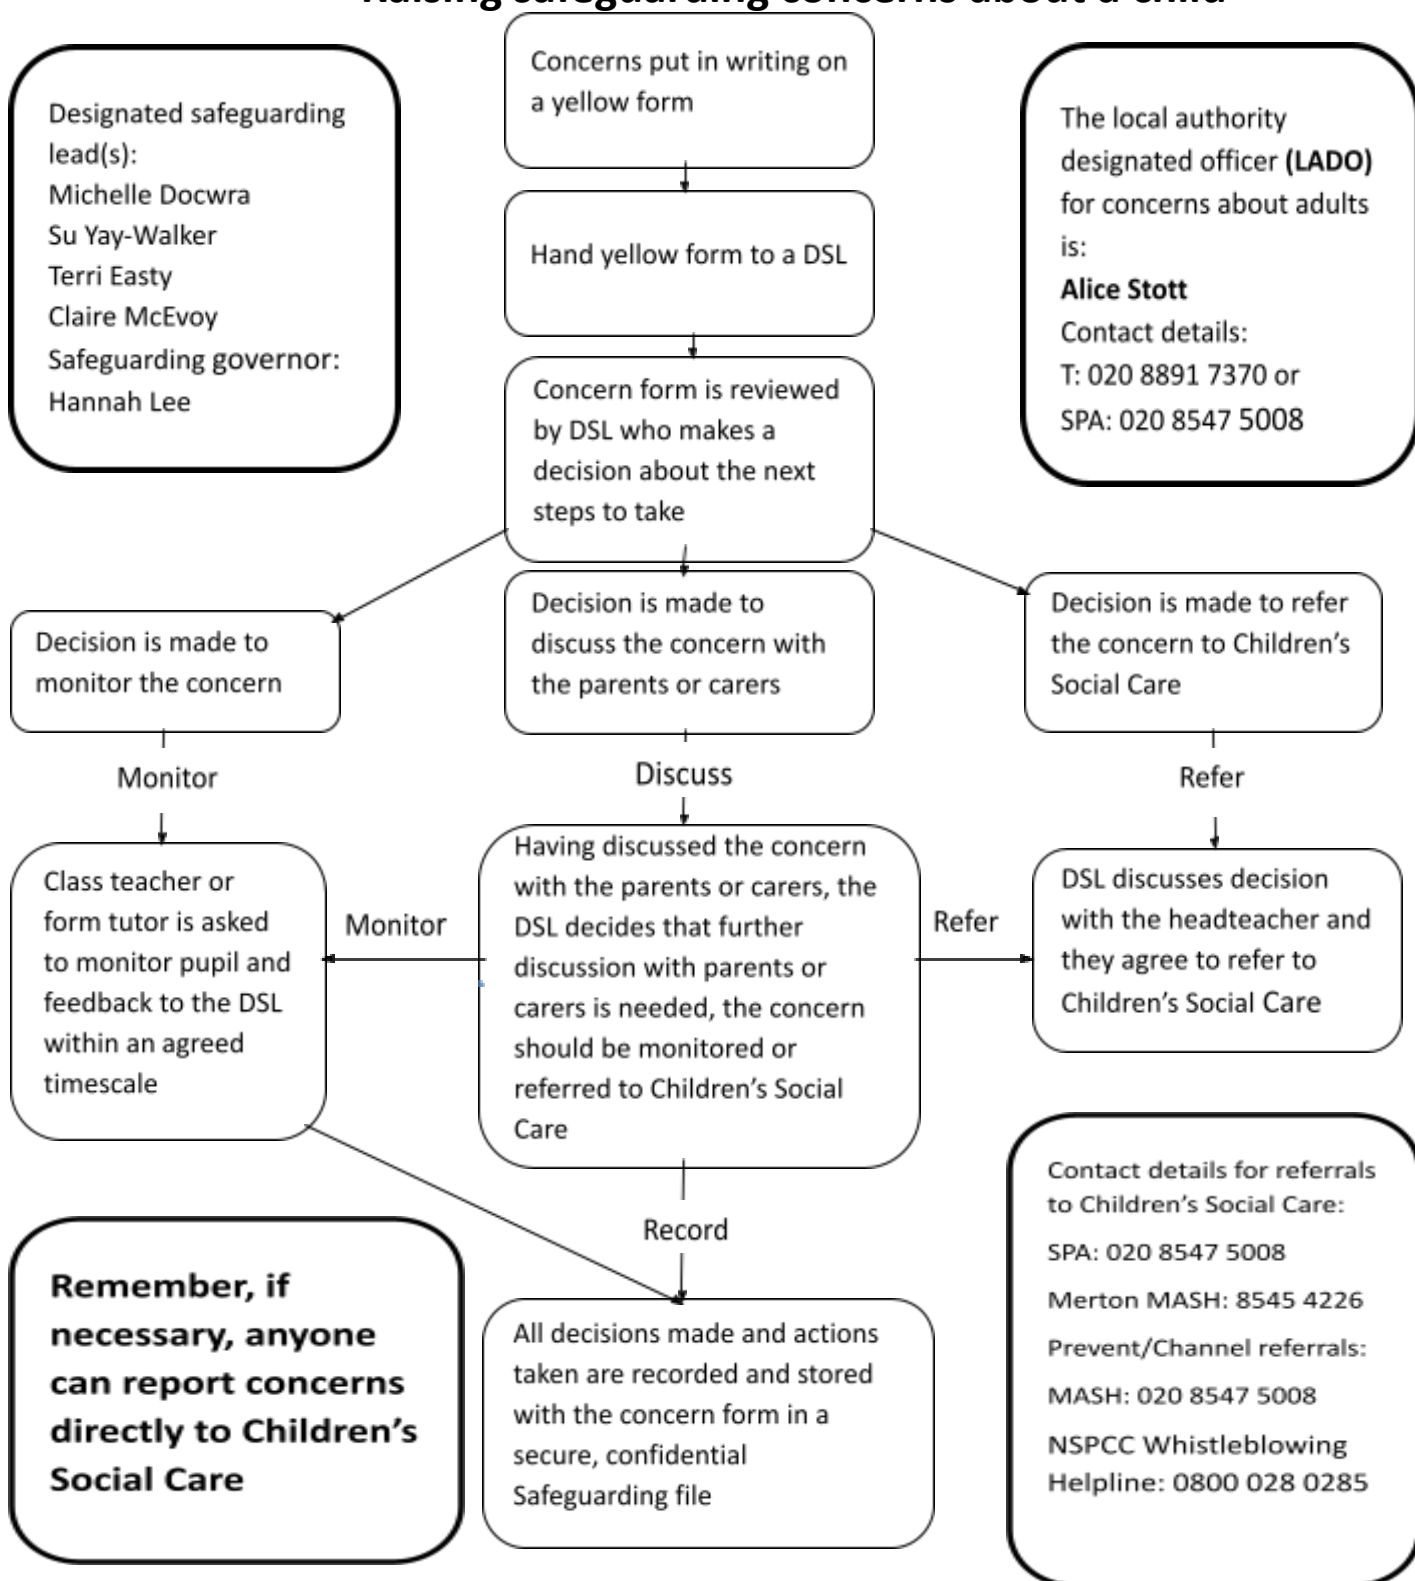 Raising safeguarding concerns about a child
Concerns put in writing on
a yellow form
Designated safeguarding
lead(s):
Michelle Docwra
Su Yay-Walker
Terri Easty
Claire McEvoy
Safeguarding governor:
Hannah Lee
The local authority
designated officer (LADO)
for concerns about adults
is:
Alice Stott
Contact details:
T: 020 8891 7370 or
SPA: 020 8547 5008
Hand yellow form to a DSL
Concern form is reviewed
by DSL who makes a
decision about the next
steps to take
Decision is made to
monitor the concern
Decision is made to
discuss the concern with
the parents or carers
Decision is made to refer
the concern to Children’s
Social Care
Monitor
Discuss
Refer
Class teacher or
form tutor is asked
to monitor pupil and
feedback to the DSL
within an agreed
timescale
Monitor
Having discussed the concern
with the parents or carers, the
DSL decides that further
discussion with parents or
carers is needed, the concern
should be monitored or
referred to Children’s Social
Care
Refer
DSL discusses decision
with the headteacher and
they agree to refer to
Children’s Social Care
Record
Remember, if
necessary, anyone
can report concerns
directly to Children’s
Social Care
All decisions made and actions
taken are recorded and stored
with the concern form in a
secure, confidential
Safeguarding file
Contact details for referrals
to Children’s Social Care:
SPA: 020 8547 5008
Merton MASH: 8545 4226
Prevent/Channel referrals:
MASH: 020 8547 5008
NSPCC Whistleblowing
Helpline: 0800 028 0285